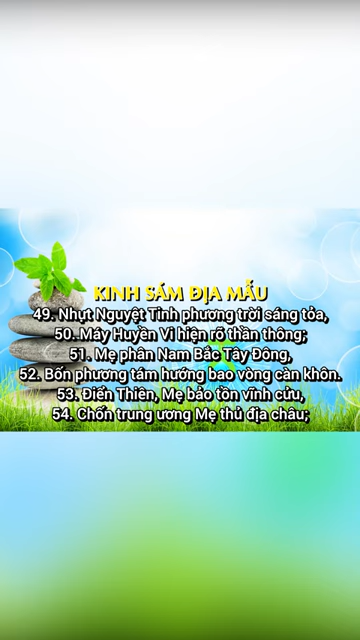 KINH SÁM ĐỊA MẪU
49. Nhựt Nguyệt Tinh phương trời sáng tỏa,
50. Máy Huyền Vi hiện rõ thần thông;
51. Mẹ phân Nam Bắc Tây Đông,
52. Bốn phương tám hướng bao vòng càn khôn.
53. Điển Thiên, Mẹ bảo tồn vĩnh cửu,
54. Chốn trung ương Mẹ thủ địa châu;